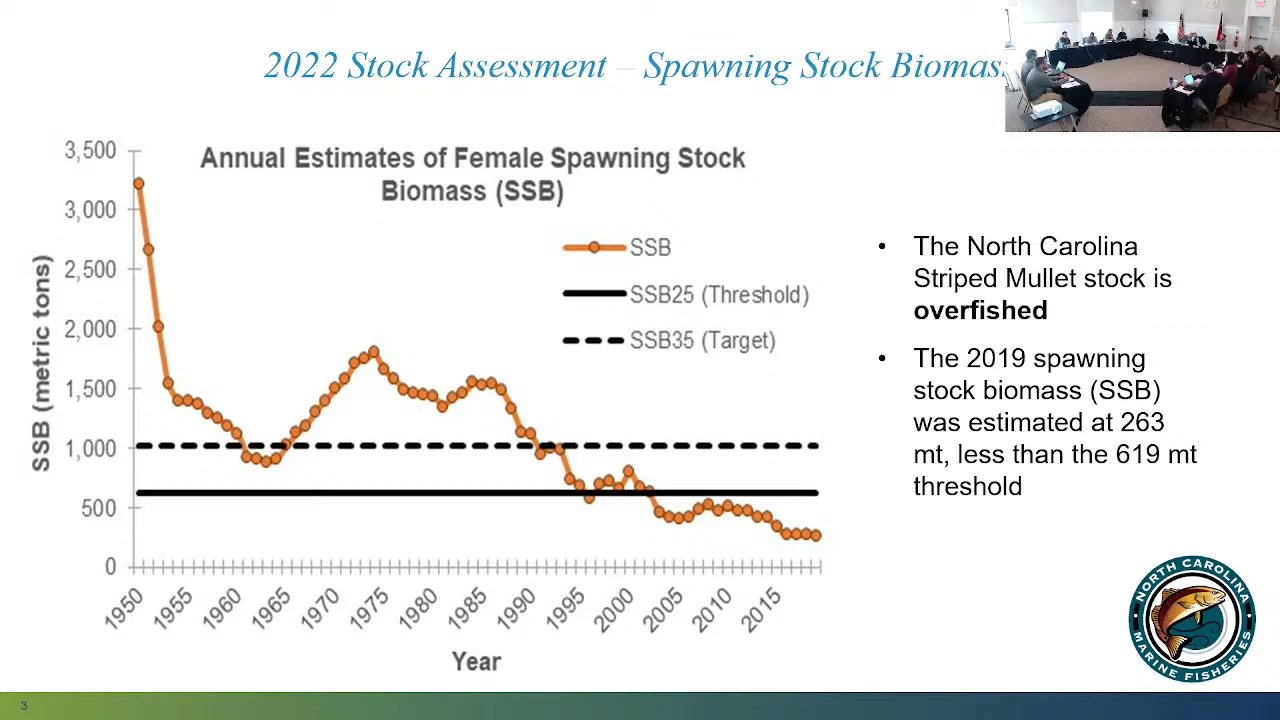 2022 Stock Assessment – Spawning Stock Biomas
Annual Estimates of Female Spawning Stock
Biomass (SSB)
SSB
SSB25 (Threshold)
SSB35 (Target)
SSB (metric tons)
3,500
3,000
2,500
2,000
1,500
1,000
500
0
1950
1955
1960
1965
1970
1975
1980
1985
1990
1995
2000
2005
2010
2015
Year
• The North Carolina
Striped Mullet stock is
overfished
• The 2019 spawning
stock biomass (SSB)
was estimated at 263
mt, less than the 619 mt
threshold
NORTH CAROLINA
MARINE FISHERIES
3